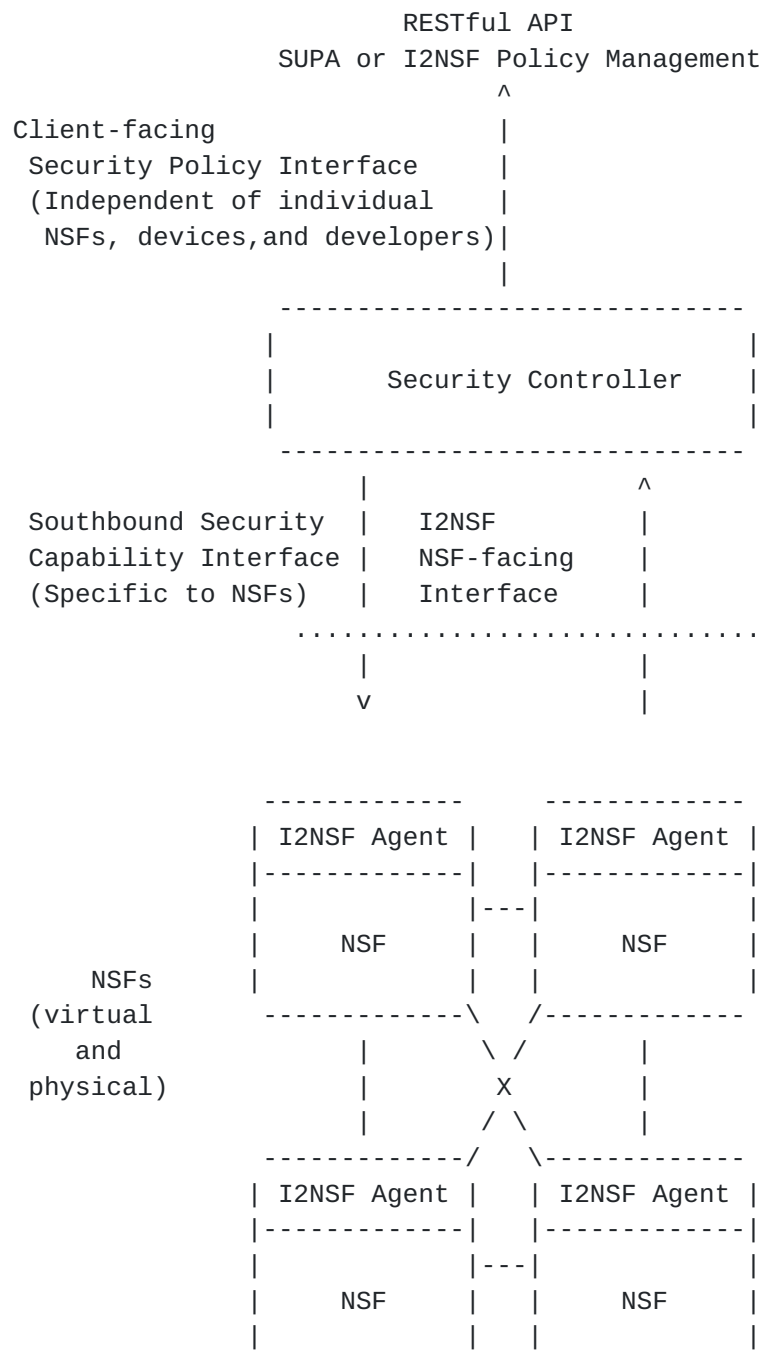 RESTful API
SUPA or I2NSF Policy Management
^
Client-facing |
Security Policy Interface |
(Independent of individual |
NSFs, devices,and developers)|
|
------------------------------
| |
| Security Controller |
| |
------------------------------
| ^
Southbound Security | I2NSF |
Capability Interface | NSF-facing |
(Specific to NSFs) | Interface |
..............................
| |
v |
------------- -------------
| I2NSF Agent | | I2NSF Agent |
|-------------| |-------------|
| |---| |
| NSF | | NSF |
NSFs | | | |
(virtual -------------\ /-------------
and | \ / |
physical) | X |
| / \ |
-------------/ \-------------
| I2NSF Agent | | I2NSF Agent |
|-------------| |-------------|
| |---| |
| NSF | | NSF |
| | | |